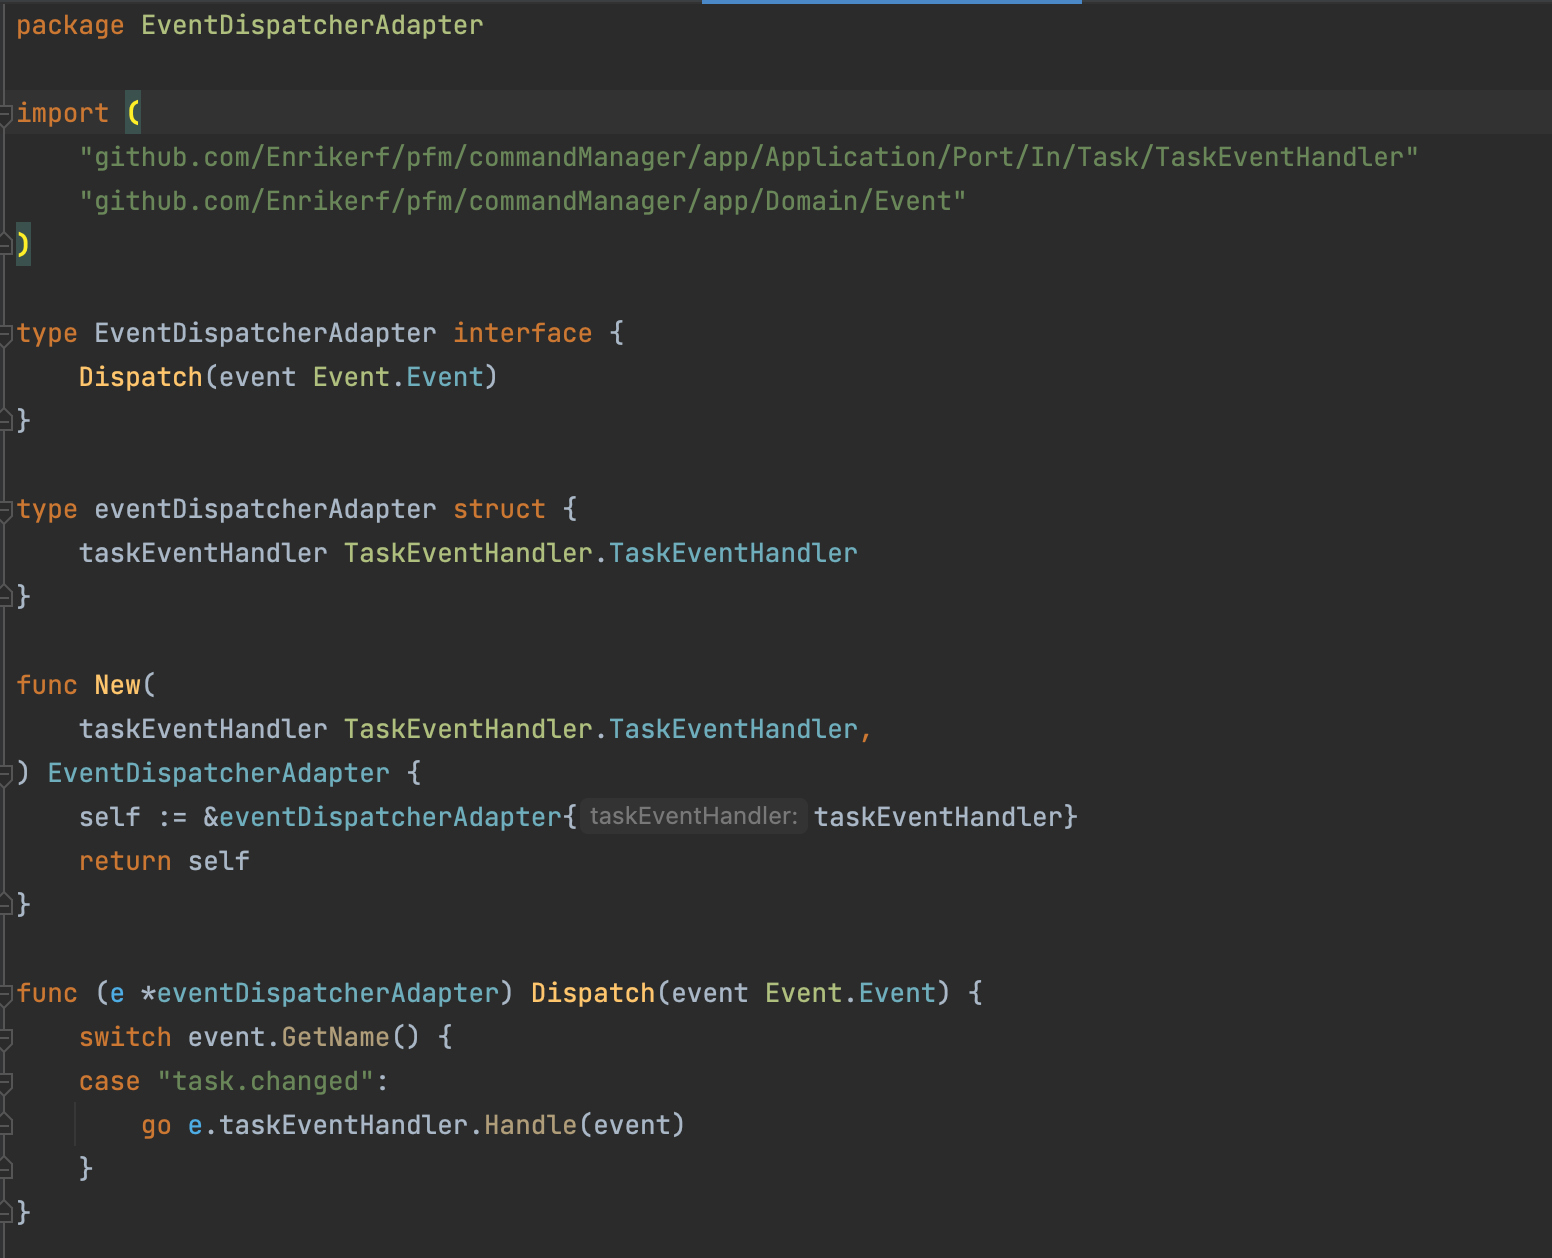 package EventDispatcherAdapter
import (
"github.com/Enrikerf/pfm/commandManager/app/Application/Port/In/Task/TaskEventHandler"
"github.com/Enrikerf/pfm/commandManager/app/Domain/Event"
)
type EventDispatcherAdapter interface {
Dispatch(event Event.Event)
}
type eventDispatcherAdapter struct {
taskEventHandler TaskEventHandler.TaskEventHandler
}
func New(
taskEventHandler TaskEventHandler.TaskEventHandler,
) EventDispatcherAdapter {
self := &eventDispatcherAdapter{ taskEventHandler: taskEventHandler}
return self
}
func (e *eventDispatcherAdapter) Dispatch(event Event.Event) {
switch event.GetName() {
case "task.changed":
go e.taskEventHandler.Handle(event)
}
}